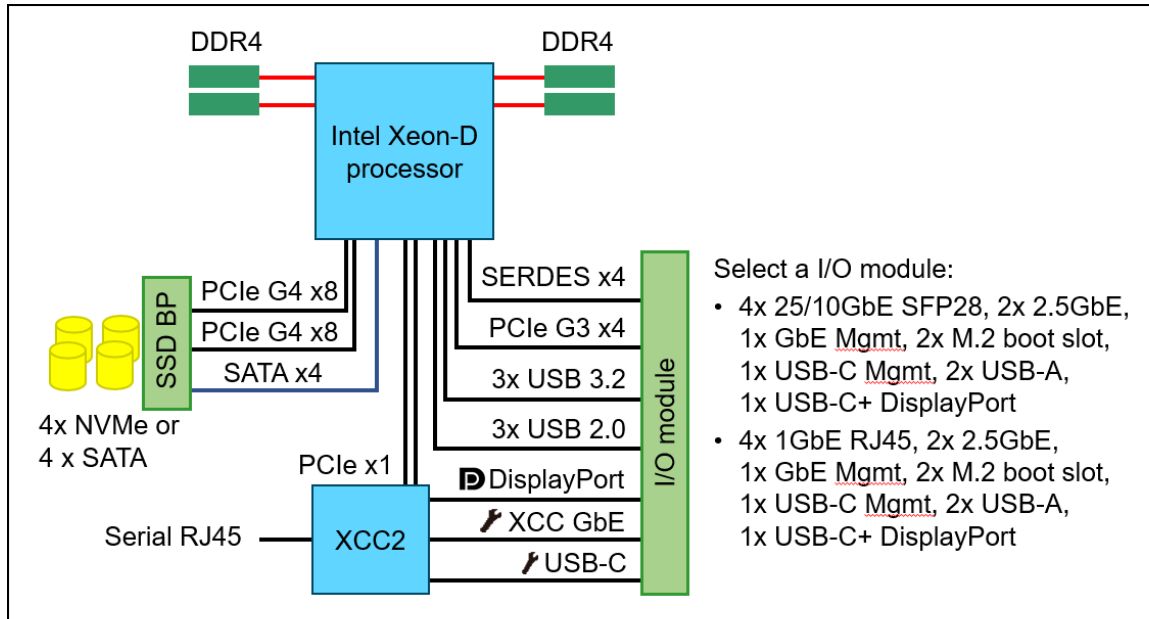 DDR4
DDR4
Intel Xeon-D
processor
SSD BP
PCIe G4 x8
PCIe G4 x8
SATA x4
4x NVMe or
4 x SATA
SERDES x4
PCIe G3 x4
3x USB 3.2
3x USB 2.0
DisplayPort
XCC GbE
USB-C
I/O module
PCIe x1
Serial RJ45
XCC2
Select a I/O module:
• 4x 25/10GbE SFP28, 2x 2.5GbE,
1x GbE Mgmt, 2x M.2 boot slot,
1x USB-C Mgmt, 2x USB-A,
1x USB-C+ DisplayPort
• 4x 1GbE RJ45, 2x 2.5GbE,
1x GbE Mgmt, 2x M.2 boot slot,
1x USB-C Mgmt, 2x USB-A,
1x USB-C+ DisplayPort